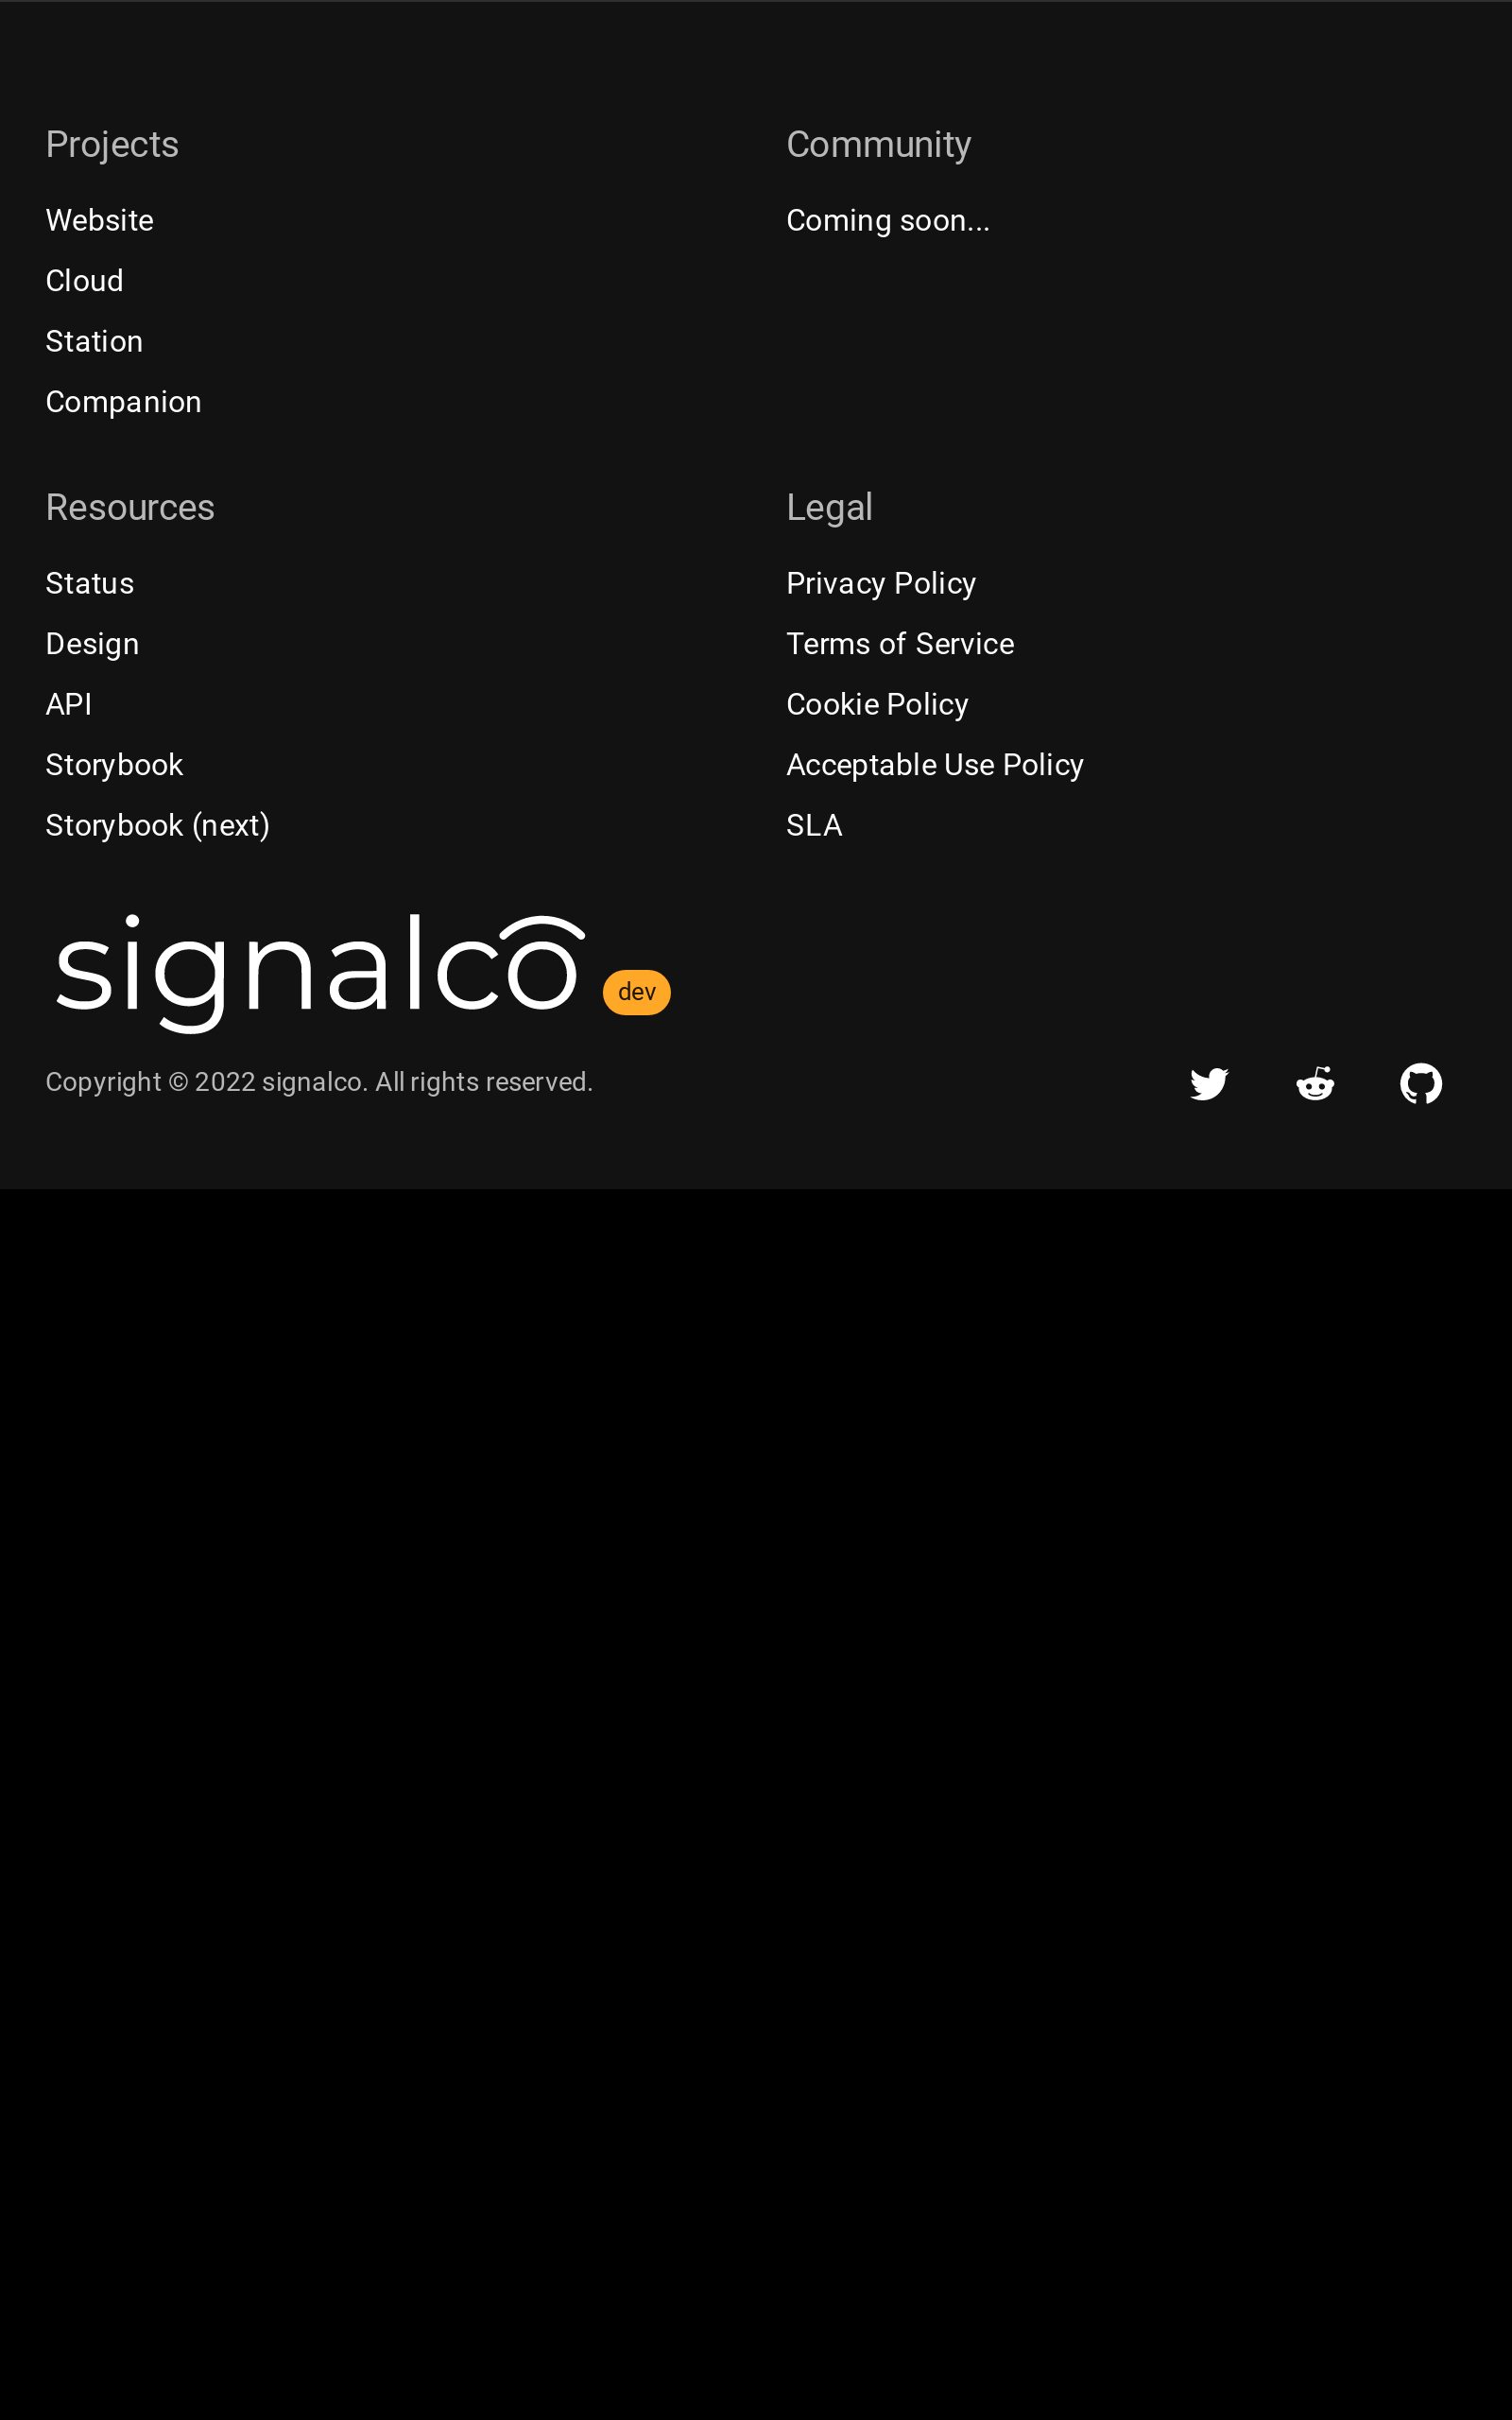 Projects
Website
Cloud
Station
Companion
Community
Coming soon...
Resources
Status
Design
API
Storybook
Storybook (next)
Legal
Privacy Policy
Terms of Service
Cookie Policy
Acceptable Use Policy
SLA
signalco dev
Copyright © 2022 signalco. All rights reserved.